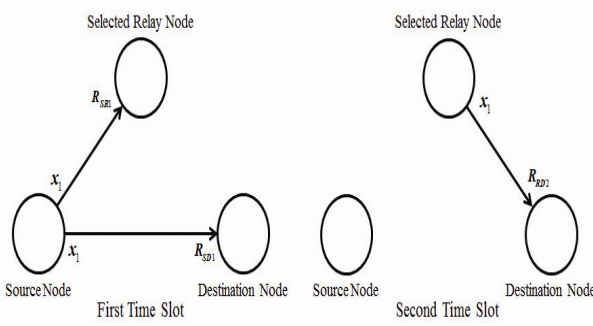 Selected Relay Node
R_SR1
x_1
x_1
R_SD1
Source Node
Destination Node
First Time Slot
Selected Relay Node
x_1
R_RD2
Source Node
Destination Node
Second Time Slot